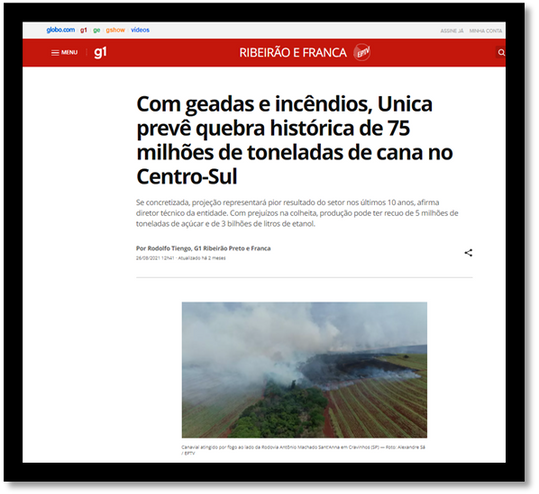 globo.com g1 ge gshow vídeos ASSINE JÁ MINHA CONTA
MENU g1 RIBEIRÃO E FRANCA EPTV
Com geadas e incêndios, Unica
prevê quebra histórica de 75
milhões de toneladas de cana no
Centro-Sul
Se concretizada, projeção representará pior resultado do setor nos últimos 10 anos, afirma
diretor técnico da entidade. Com prejuízos na colheita, produção pode ter recuo de 5 milhões de
toneladas de açúcar e de 3 bilhões de litros de etanol.
Por Rodolfo Tiengo, G1 Ribeirão Preto e Franca
26/08/2021 12h41 · Atualizado há 2 meses
Canavial atingido por fogo ao lado da Rodovia Antônio Machado Sant'Anna em Cravinhos (SP) — Foto: Alexandre Sá
/ EPTV